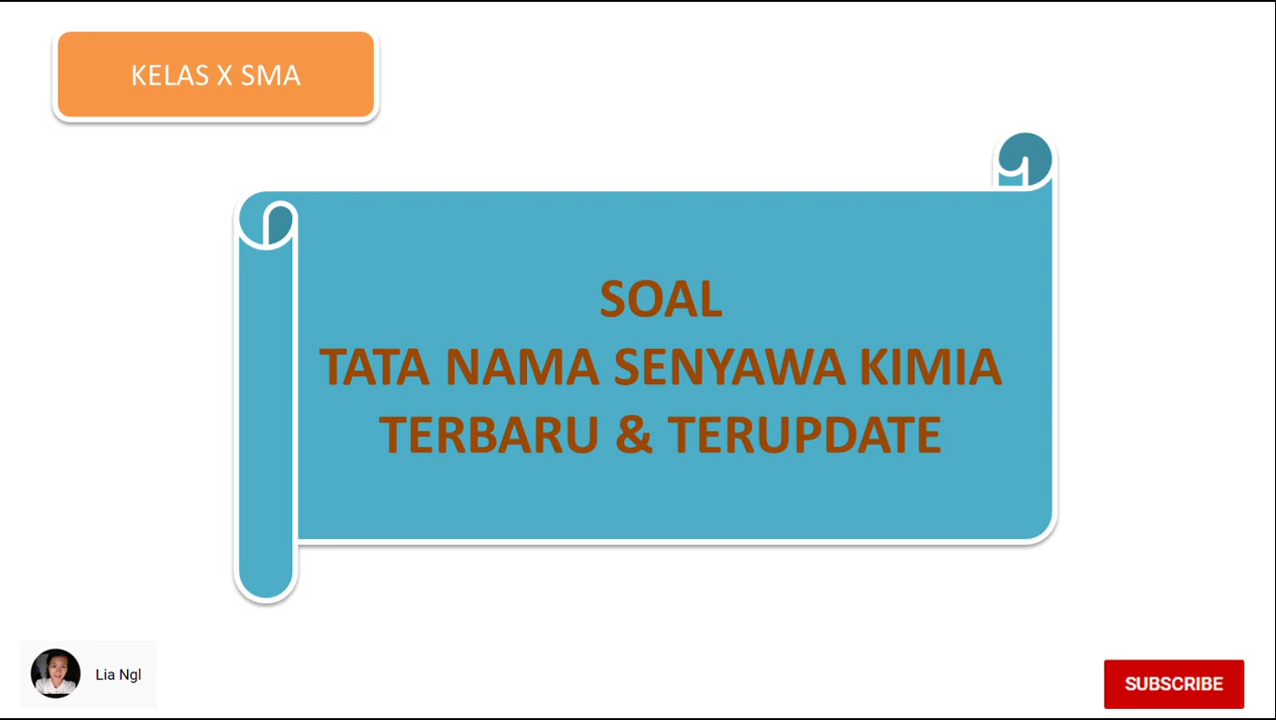 KELAS X SMA
SOAL
TATA NAMA SENYAWA KIMIA
TERBARU & TERUPDATE
Lia Ngl
SUBSCRIBE